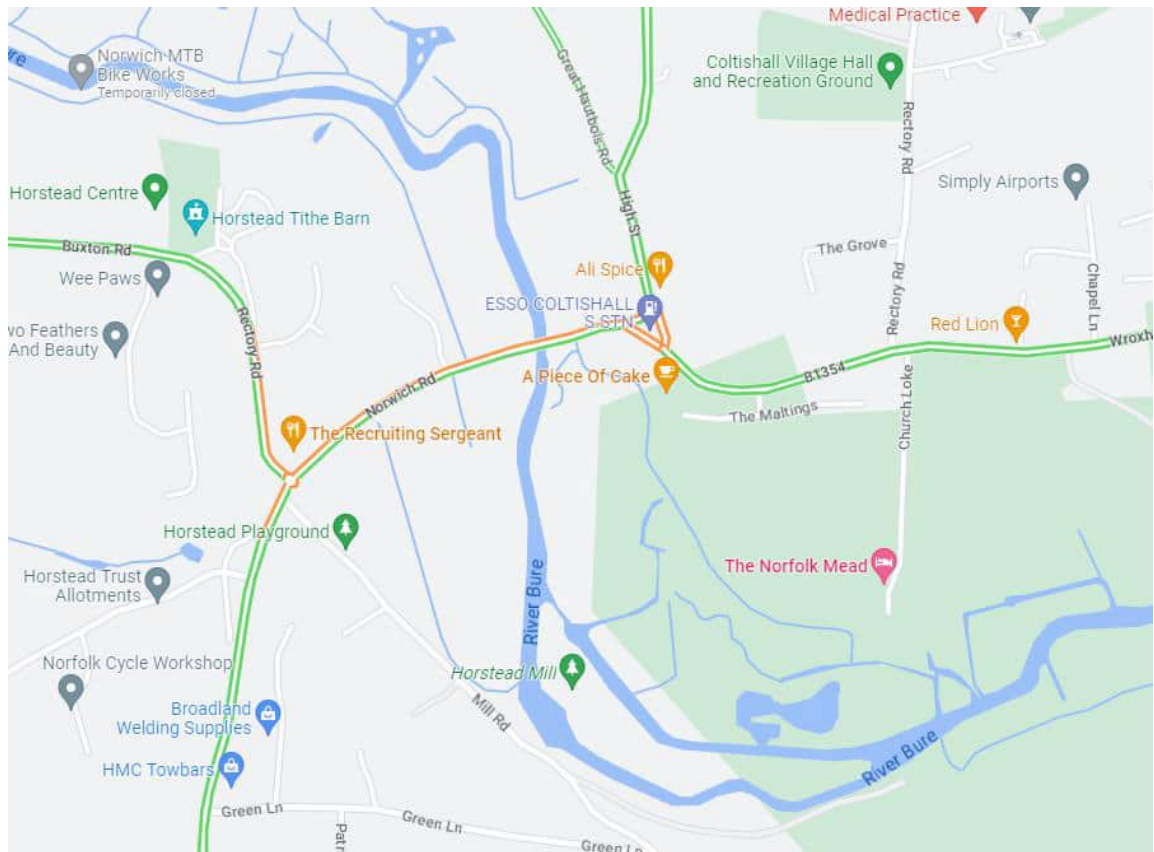 Medical Practice
Norwich MTB
Bike Works
Temporarily closed
Coltishall Village Hall
and Recreation Ground
Great Hautbois Rd
Rectory Rd
Horstead Centre
Simply Airports
High St
Horstead Tithe Barn
Buxton Rd
The Grove
Wee Paws
Ali Spice
Rectory Rd
Chapel Ln
ESSO COLTISHALL
S.STN
Feathers
And Beauty
Rectory Rd
Red Lion
B1354
A Piece Of Cake
Norwich Rd
The Maltings
Church Loke
The Recruiting Sergeant
Horstead Playground
The Norfolk Mead
Horstead Trust
Allotments
River Bure
Norfolk Cycle Workshop
Horstead Mill
Mill Rd
Broadland
Welding Supplies
River Bure
HMC Towbars
Green Ln
Green Ln
Green Ln